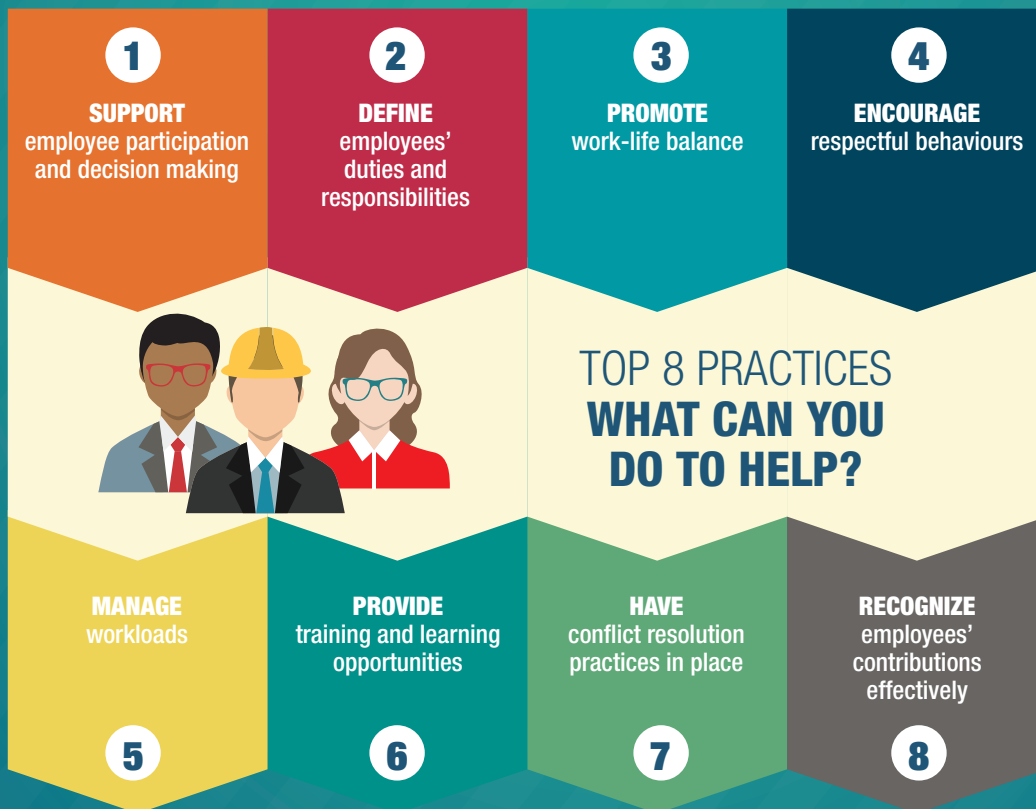 1
SUPPORT
employee participation
and decision making
2
DEFINE
employees’
duties and
responsibilities
3
PROMOTE
work-life balance
4
ENCOURAGE
respectful behaviours
TOP 8 PRACTICES
WHAT CAN YOU
DO TO HELP?
MANAGE
workloads
5
PROVIDE
training and learning
opportunities
6
HAVE
conflict resolution
practices in place
7
RECOGNIZE
employees’
contributions
effectively
8